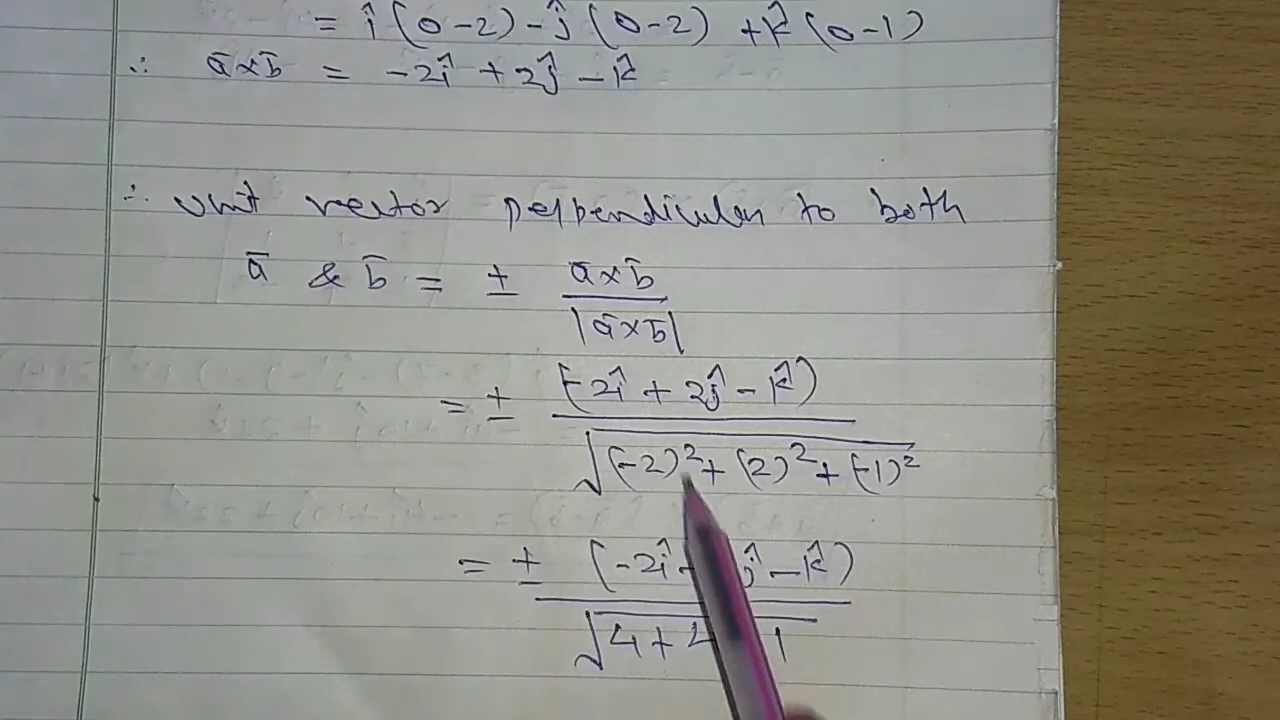 = î (0-2) - ĵ (0-2) + k̂ (0-1)
∴ a̅×b̅ = -2î + 2ĵ - k̂
∴ unit vector perpendicular to both
a̅ & b̅ = ± a̅×b̅
|a̅×b̅|
= ± (-2î + 2ĵ - k̂)
√(-2)² + (2)² + (-1)²
= ± (-2î ĵ - k̂)
√4 + 4 1